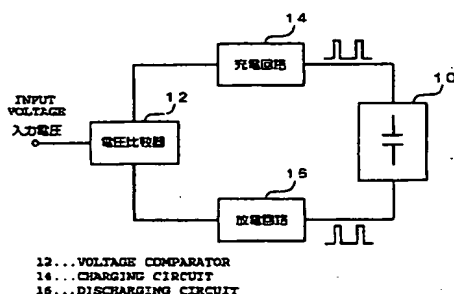 14
充電回路
INPUT
VOLTAGE
入力電圧
12
電圧比較器
10
16
放電回路
12...VOLTAGE COMPARATOR
14...CHARGING CIRCUIT
16...DISCHARGING CIRCUIT